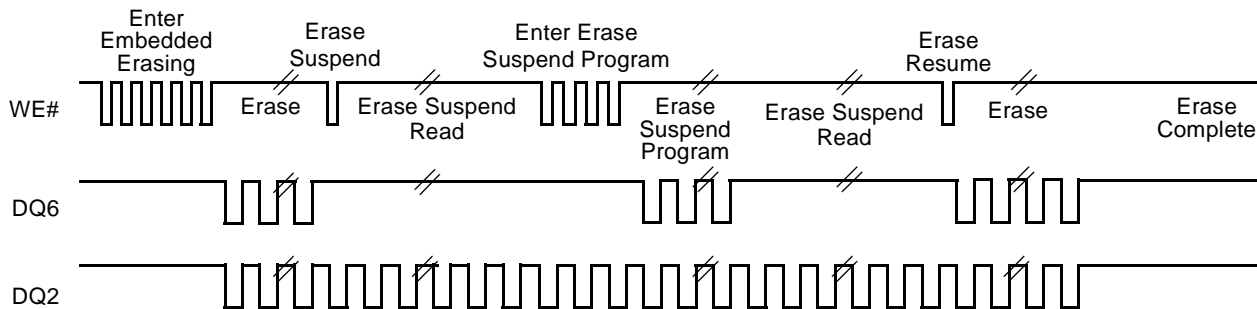 Enter
Embedded
Erasing
Erase
Suspend
Enter Erase
Suspend Program
Erase
Resume
WE#
Erase
Erase Suspend
Read
Erase
Suspend
Program
Erase Suspend
Read
Erase
Erase
Complete
DQ6
DQ2